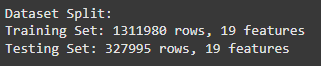 Dataset Split:
Training Set: 1311980 rows, 19 features
Testing Set: 327995 rows, 19 features